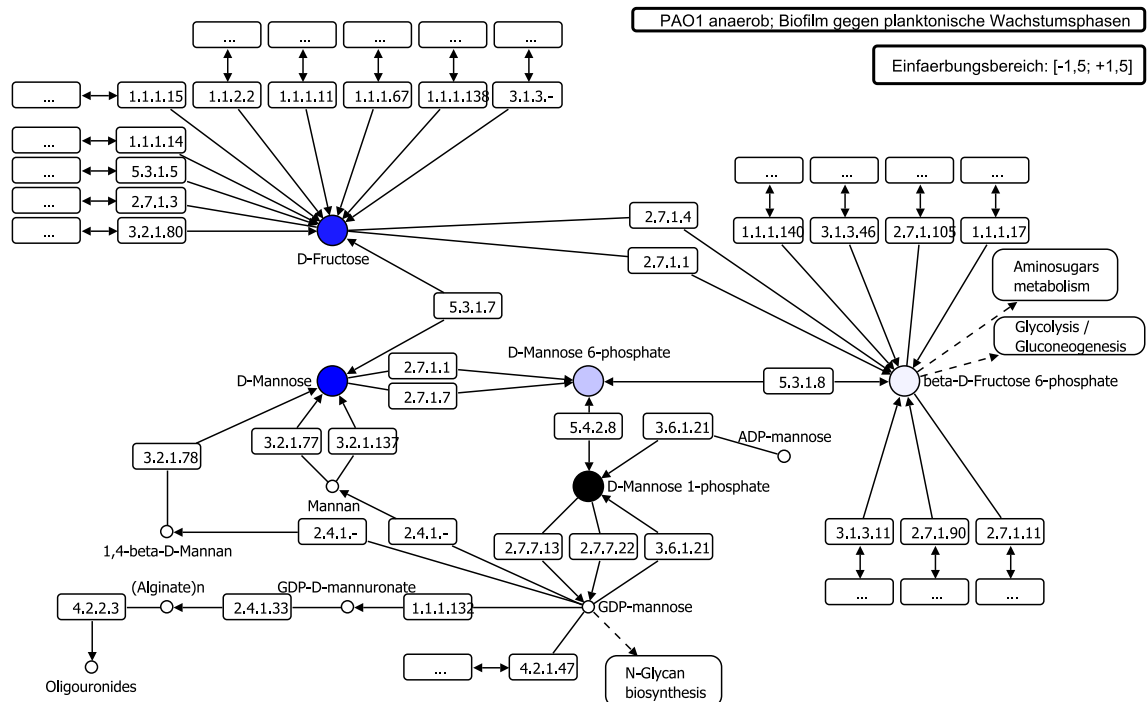 PAO1 anaerob; Biofilm gegen planktonische Wachstumsphasen
Einfaerbungsbereich: [-1,5; +1,5]
... ... ... ... ...
... 1.1.1.15 1.1.2.2 1.1.1.11 1.1.1.67 1.1.1.138 3.1.3.-
... 1.1.1.14
... 5.3.1.5
... 2.7.1.3
... 3.2.1.80
D-Fructose
2.7.1.4
2.7.1.1
... ... ... ...
1.1.1.140 3.1.3.46 2.7.1.105 1.1.1.17
Aminosugars
metabolism
Glycolysis /
Gluconeogenesis
5.3.1.7
D-Mannose
2.7.1.1
2.7.1.7
D-Mannose 6-phosphate
5.3.1.8
beta-D-Fructose 6-phosphate
3.2.1.78
3.2.1.77
3.2.1.137
5.4.2.8
3.6.1.21
ADP-mannose
Mannan
D-Mannose 1-phosphate
1,4-beta-D-Mannan
2.4.1.-
2.4.1.-
2.7.7.13
2.7.7.22
3.6.1.21
3.1.3.11 2.7.1.90 2.7.1.11
... ... ...
(Alginate)n
GDP-D-mannuronate
4.2.2.3
2.4.1.33
1.1.1.132
GDP-mannose
Oligouronides
...
4.2.1.47
N-Glycan
biosynthesis